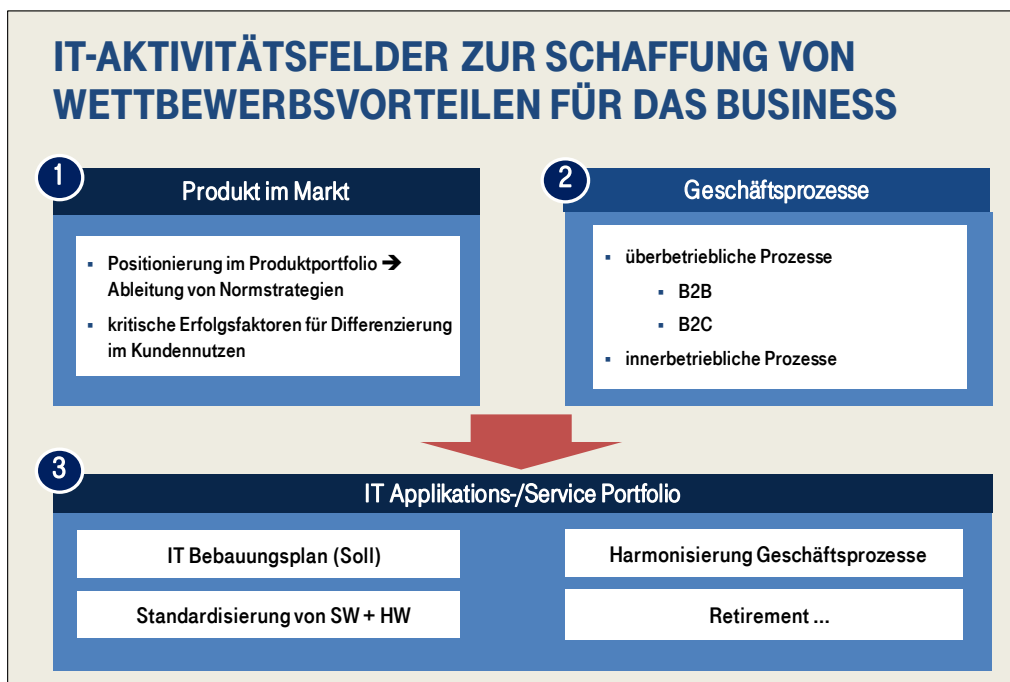 IT-AKTIVITÄTSFELDER ZUR SCHAFFUNG VON
WETTBEWERBSVORTEILEN FÜR DAS BUSINESS
1
Produkt im Markt
▪ Positionierung im Produktportfolio ➔
Ableitung von Normstrategien
▪ kritische Erfolgsfaktoren für Differenzierung
im Kundennutzen
2
Geschäftsprozesse
▪ überbetriebliche Prozesse
▪ B2B
▪ B2C
▪ innerbetriebliche Prozesse
3
IT Applikations-/Service Portfolio
IT Bebauungsplan (Soll)
Harmonisierung Geschäftsprozesse
Standardisierung von SW + HW
Retirement ...